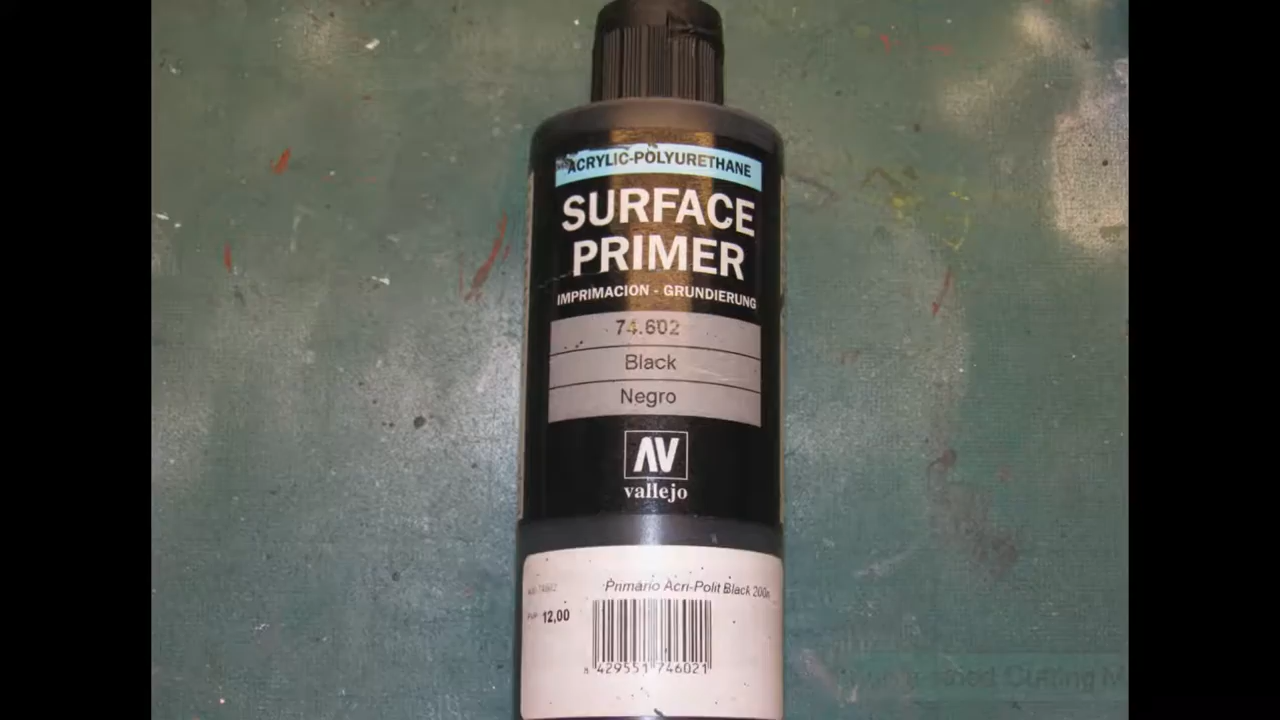 ACRYLIC-POLYURETHANE
SURFACE
PRIMER
IMPRIMACION - GRUNDIERUNG
74.602
Black
Negro
AV
vallejo
Primario Acri-Polit Black
12,00
8 429551 746021
Cutting